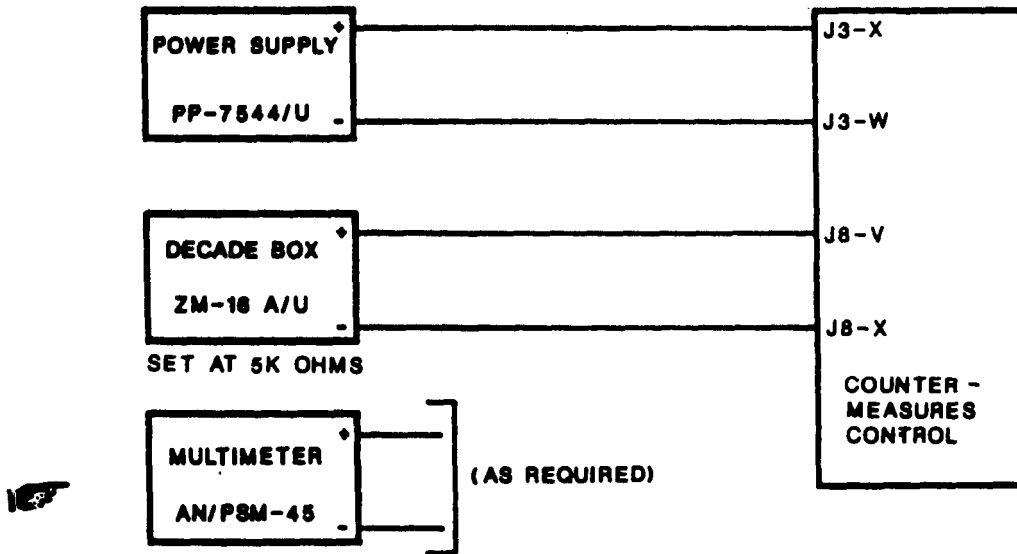 POWER SUPPLY
+
PP-7544/U
-
J3-X
J3-W
DECADE BOX
+
ZM-16 A/U
-
SET AT 5K OHMS
J8-V
J8-X
COUNTER-
MEASURES
CONTROL
MULTIMETER
+
AN/PSM-45
-
(AS REQUIRED)